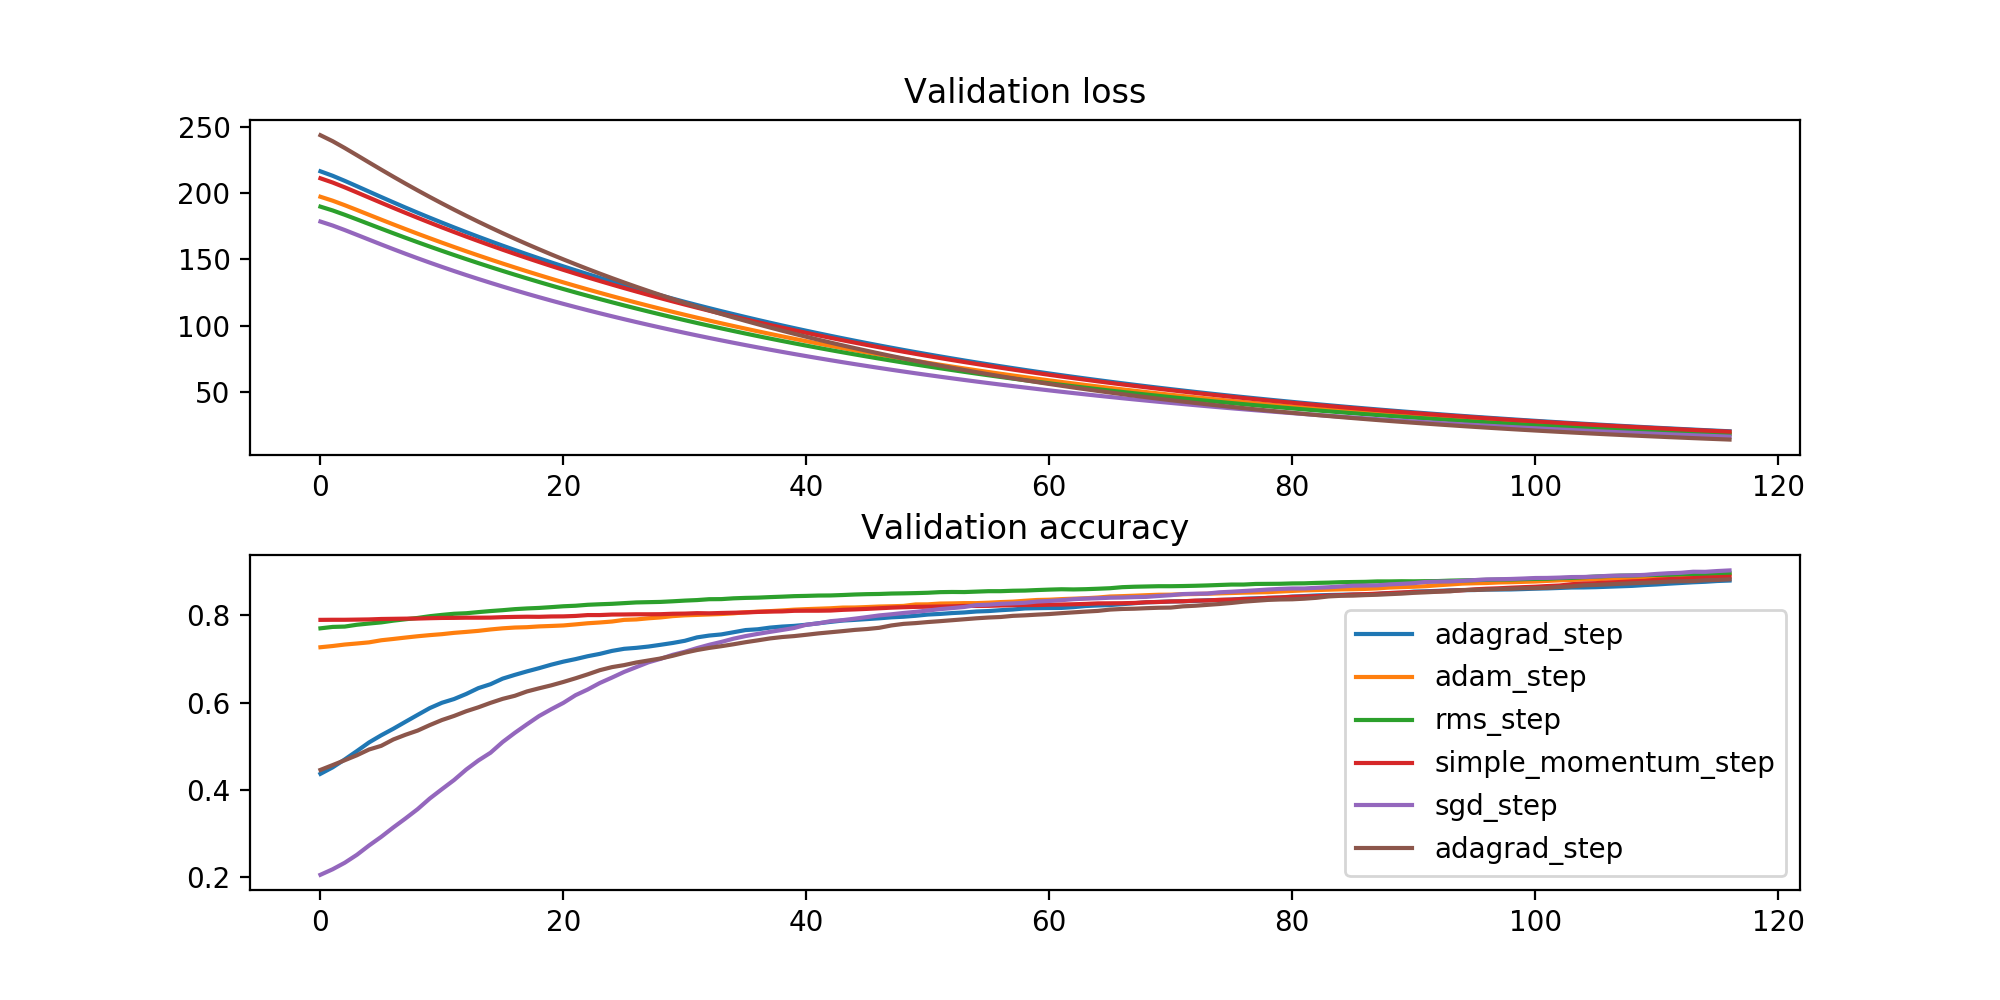 Validation loss
250
200
150
100
50
0 20 40 60 80 100 120
Validation accuracy
0.8
0.6
0.4
0.2
0 20 40 60 80 100 120
adagrad_step
adam_step
rms_step
simple_momentum_step
sgd_step
adagrad_step